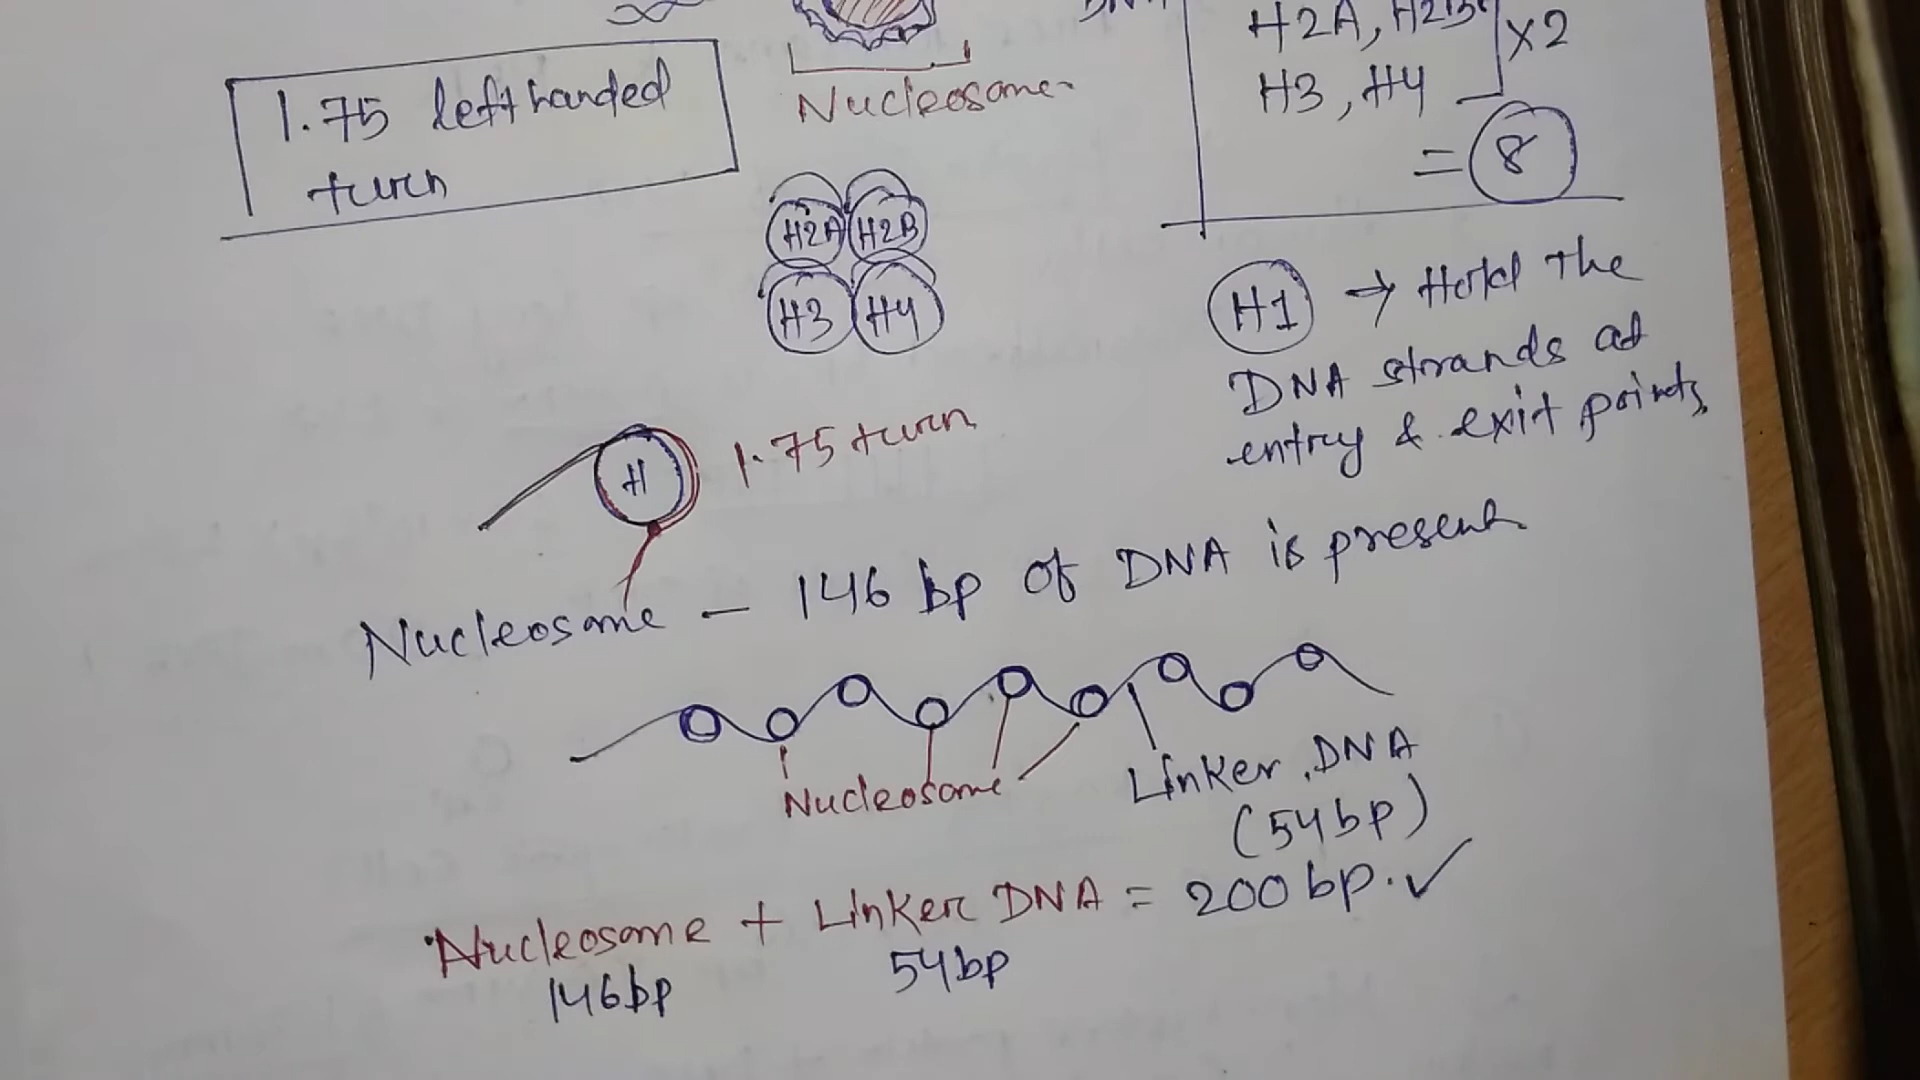 H2A, H2B
H3, H4
x2
= 8
1.75 left handed
turn
Nucleosome
H2A H2B
H3 H4
H1 → Hold the
DNA strands at
entry & exit points.
H
1.75 turn
Nucleosome - 146 bp of DNA is present
Nucleosome
Linker DNA
(54bp)
Nucleosome + Linker DNA = 200 bp. ✓
146bp 54bp